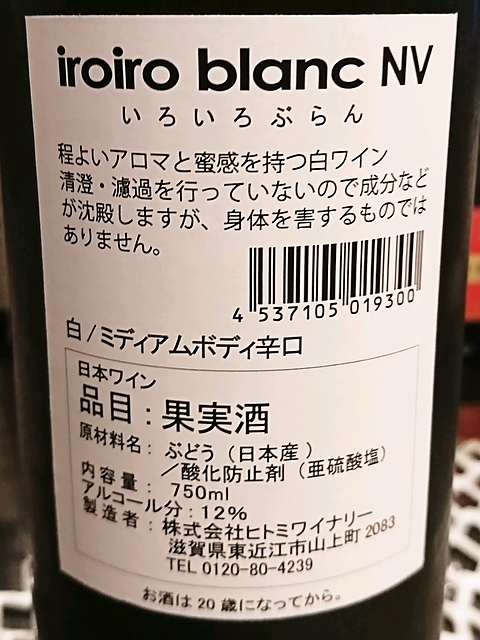 iroiro blanc NV
いろいろぶらん
程よいアロマと蜜感を持つ白ワイン
清澄・濾過を行っていないので成分など
が沈殿しますが、身体を害するものでは
ありません。
4 537105 019300
白/ミディアムボディ辛口
日本ワイン
品目：果実酒
原材料名：ぶどう（日本産）
／酸化防止剤（亜硫酸塩）
内容量：750ml
アルコール分：12%
製造者：株式会社ヒトミワイナリー
滋賀県東近江市山上町2083
TEL 0120-80-4239
お酒は20歳になってから。